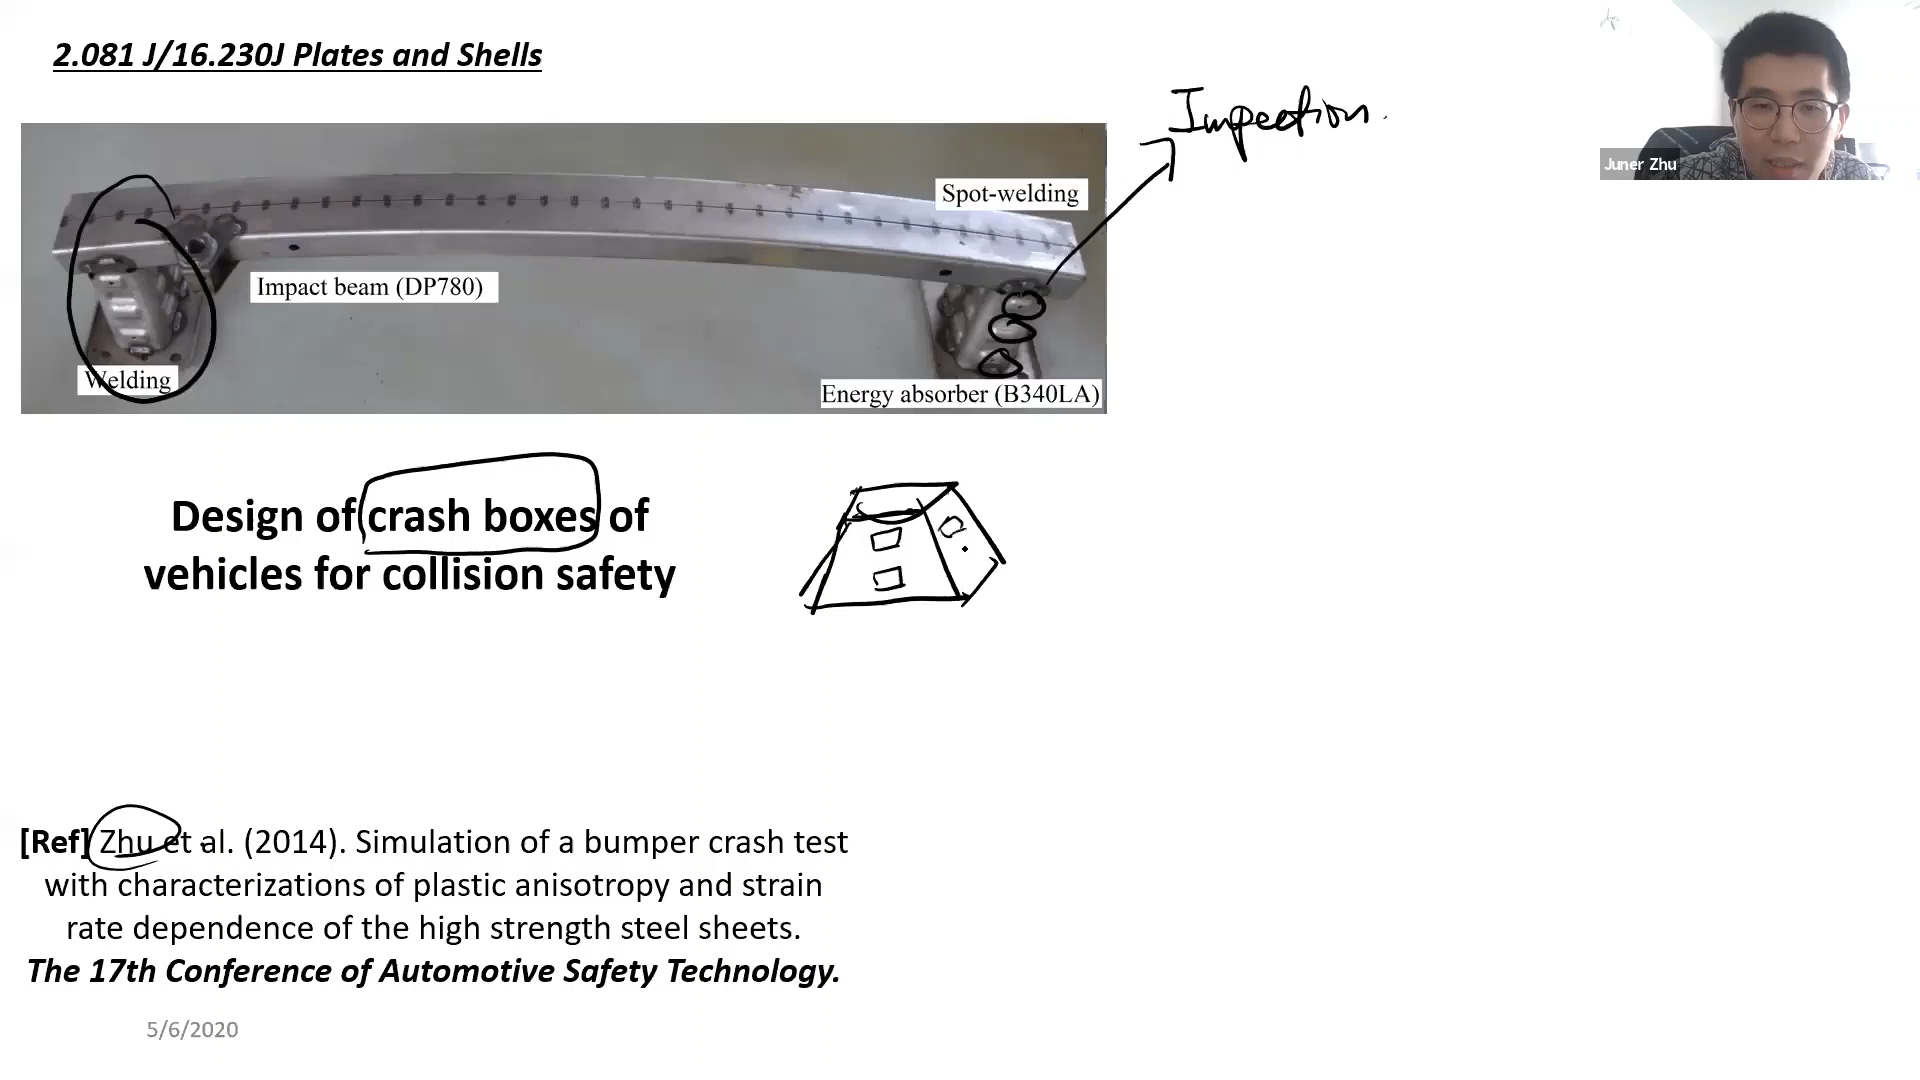 2.081 J/16.230J Plates and Shells
Juner Zhu
Spot-welding
Impact beam (DP780)
Welding
Energy absorber (B340LA)
Design of crash boxes of
vehicles for collision safety
[Ref] Zhu et al. (2014). Simulation of a bumper crash test
with characterizations of plastic anisotropy and strain
rate dependence of the high strength steel sheets.
The 17th Conference of Automotive Safety Technology.
5/6/2020